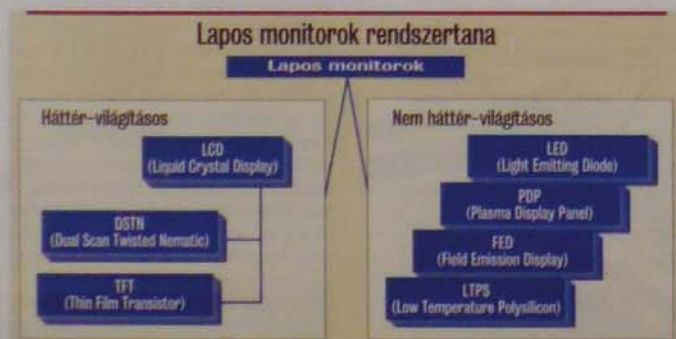 Lapos monitorok rendszertana
Lapos monitorok
Háttér-világításos
LCD
(Liquid Crystal Display)
DSTN
(Dual Scan Twisted Nematic)
TFT
(Thin Film Transistor)
Nem háttér-világításos
LED
(Light Emitting Diode)
PDP
(Plasma Display Panel)
FED
(Field Emission Display)
LTPS
(Low Temperature Polysilicon)